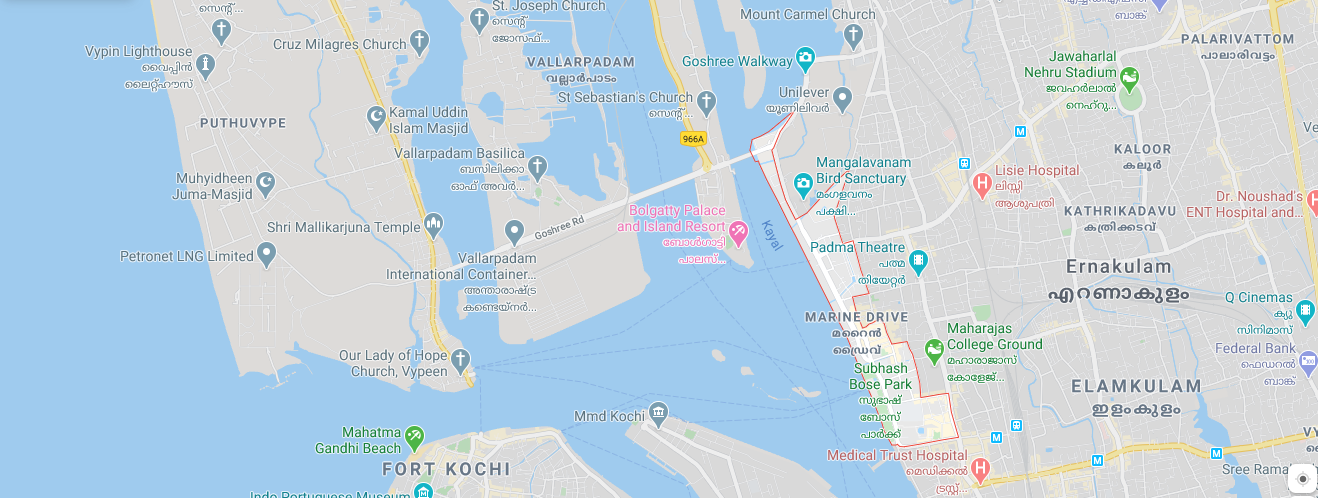 സെന്റ്...
St. Joseph Church
സെന്റ്
ജോസഫ്...
Mount Carmel Church
ബാങ്ക്
PALARIVATTOM
പാലാരിവട്ടം
Vypin Lighthouse
വൈപ്പിൻ
ലൈറ്റ്ഹൗസ്
Cruz Milagres Church
VALLARPADAM
വല്ലാർപാടം
Goshree Walkway
Jawaharlal
Nehru Stadium
ജവഹർലാൽ
നെഹ്റു...
St Sebastian's Church
സെന്റ്...
Unilever
യൂണിലിവർ
PUTHUVYPE
Kamal Uddin
Islam Masjid
966A
M
Ve
KALOOR
കലൂർ
Vallarpadam Basilica
ബസിലിക്കാ
ഓഫ് അവർ...
Mangalavanam
Bird Sanctuary
മംഗളവനം
പക്ഷി...
Lisie Hospital
ലിസ്സി
ആശുപത്രി
Muhyidheen
Juma-Masjid
Dr. Noushad's
ENT Hospital and...
KATHRIKADAVU
കത്രിക്കടവ്
Shri Mallikarjuna Temple
Goshree Rd
Bolgatty Palace
and Island Resort
ബോൾഗാട്ടി
പാലസ്...
Kayal
Padma Theatre
പത്മ
തിയേറ്റർ
Petronet LNG Limited
Vallarpadam
International Container...
അന്താരാഷ്ട്ര
കണ്ടെയ്നർ...
Ernakulam
എറണാകുളം
Q Cinemas
ക്യു
സിനിമാസ്
MARINE DRIVE
മറൈൻ
ഡ്രൈവ്
Maharajas
College Ground
മഹാരാജാസ്
കോളേജ്...
Federal Bank
ഫെഡറൽ
ബാങ്ക്
Our Lady of Hope
Church, Vypeen
Subhash
Bose Park
സുഭാഷ്
ബോസ്
പാർക്ക്
ELAMKULAM
ഇളംകുളം
Mmd Kochi
Mahatma
Gandhi Beach
M
M
VY
FORT KOCHI
Medical Trust Hospital
മെഡിക്കൽ
ട്രസ്റ്റ്...
M
M
Sree Rama
Indo Portuguese Museum